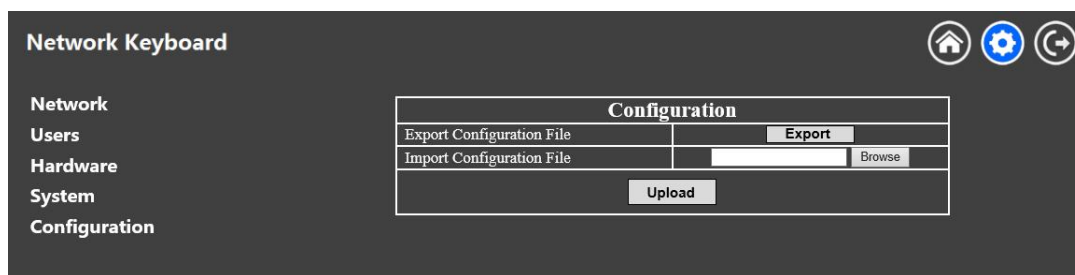 Network Keyboard
Network
Users
Hardware
System
Configuration
Configuration
Export Configuration File Export
Import Configuration File Browse
Upload